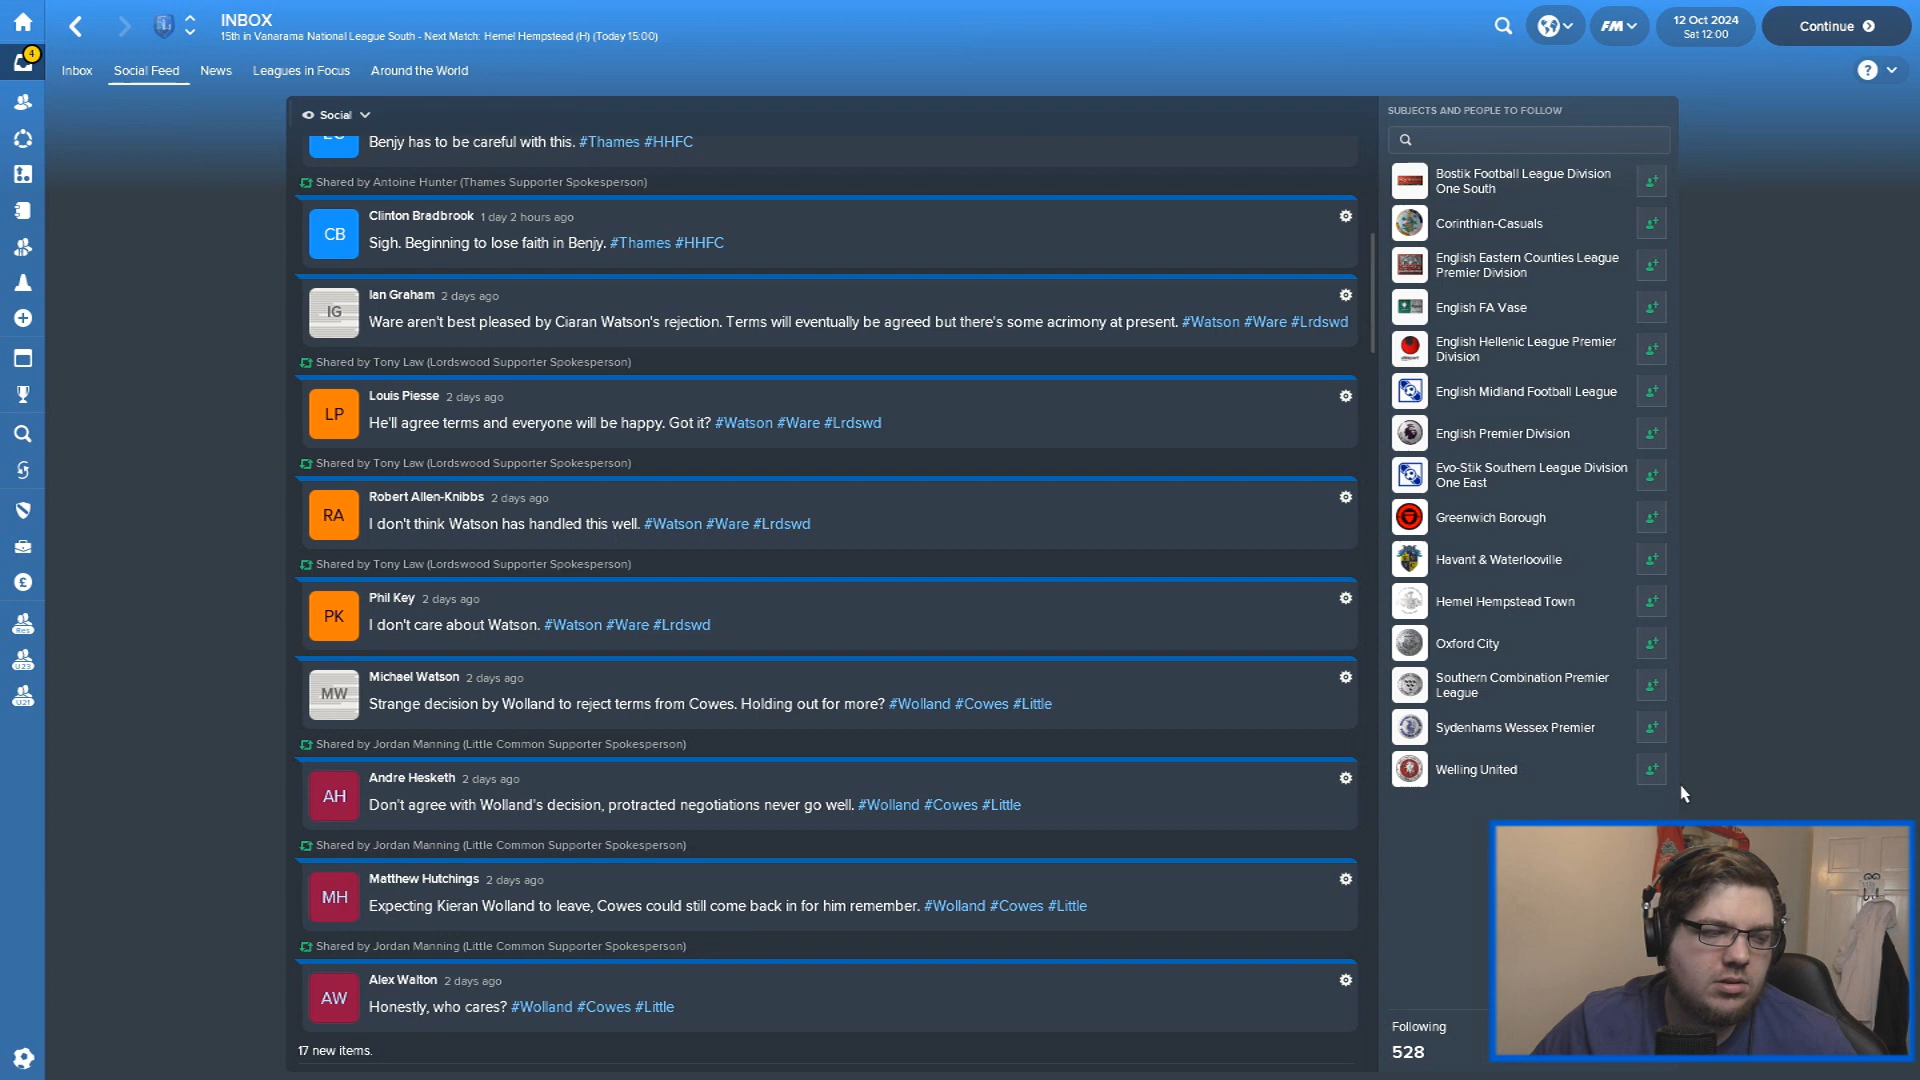 INBOX
15th in Vanarama National League South - Next Match: Hemel Hempstead (H) (Today 15:00)
FM
12 Oct 2024
Sat 12:00
Continue
4
Inbox
Social Feed
News
Leagues in Focus
Around the World
?
Social
Benjy has to be careful with this. #Thames #HHFC
Shared by Antoine Hunter (Thames Supporter Spokesperson)
CB
Clinton Bradbrook 1 day 2 hours ago
Sigh. Beginning to lose faith in Benjy. #Thames #HHFC
IG
Ian Graham 2 days ago
Ware aren't best pleased by Ciaran Watson's rejection. Terms will eventually be agreed but there's some acrimony at present. #Watson #Ware #Lrdswd
Shared by Tony Law (Lordswood Supporter Spokesperson)
LP
Louis Piesse 2 days ago
He'll agree terms and everyone will be happy. Got it? #Watson #Ware #Lrdswd
Shared by Tony Law (Lordswood Supporter Spokesperson)
RA
Robert Allen-Knibbs 2 days ago
I don't think Watson has handled this well. #Watson #Ware #Lrdswd
Shared by Tony Law (Lordswood Supporter Spokesperson)
PK
Phil Key 2 days ago
I don't care about Watson. #Watson #Ware #Lrdswd
MW
Michael Watson 2 days ago
Strange decision by Wolland to reject terms from Cowes. Holding out for more? #Wolland #Cowes #Little
Shared by Jordan Manning (Little Common Supporter Spokesperson)
AH
Andre Hesketh 2 days ago
Don't agree with Wolland's decision, protracted negotiations never go well. #Wolland #Cowes #Little
Shared by Jordan Manning (Little Common Supporter Spokesperson)
MH
Matthew Hutchings 2 days ago
Expecting Kieran Wolland to leave, Cowes could still come back in for him remember. #Wolland #Cowes #Little
Shared by Jordan Manning (Little Common Supporter Spokesperson)
AW
Alex Walton 2 days ago
Honestly, who cares? #Wolland #Cowes #Little
17 new items.
SUBJECTS AND PEOPLE TO FOLLOW
Bostik Football League Division
One South
Corinthian-Casuals
English Eastern Counties League
Premier Division
English FA Vase
English Hellenic League Premier
Division
English Midland Football League
English Premier Division
Evo-Stik Southern League Division
One East
Greenwich Borough
Havant & Waterlooville
Hemel Hempstead Town
Oxford City
Southern Combination Premier
League
Sydenhams Wessex Premier
Welling United
Following
528
Res
U23
U21